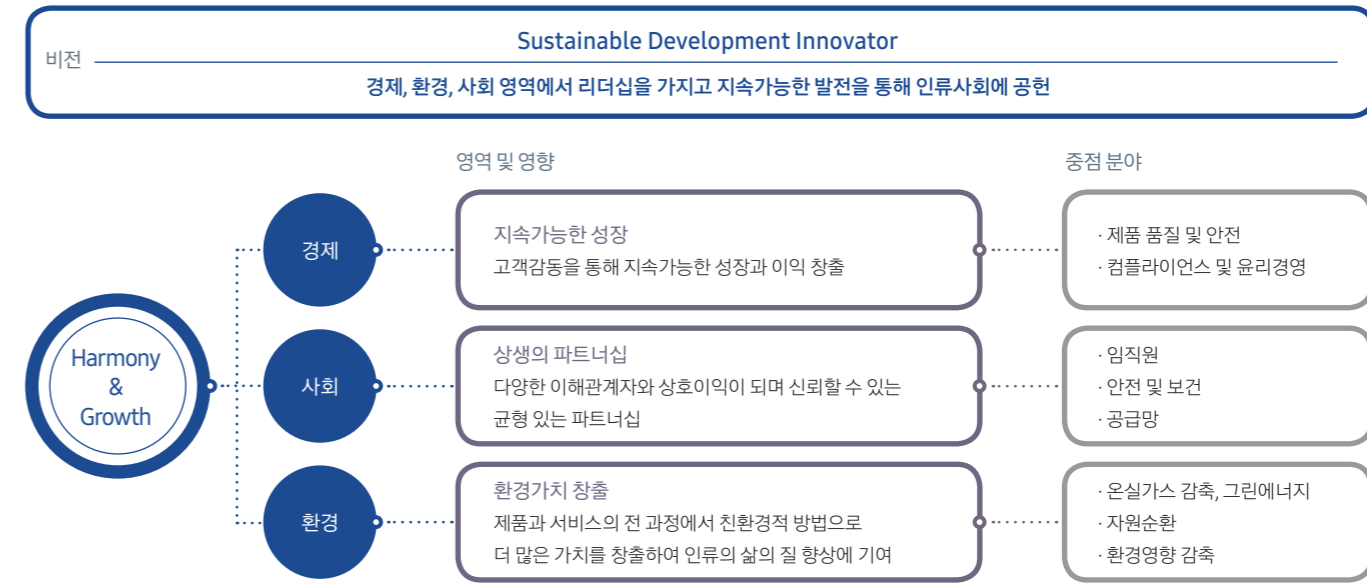 비전
Sustainable Development Innovator
경제, 환경, 사회 영역에서 리더십을 가지고 지속가능한 발전을 통해 인류사회에 공헌
영역 및 영향
중점 분야
Harmony
&
Growth
경제
지속가능한 성장
고객감동을 통해 지속가능한 성장과 이익 창출
· 제품 품질 및 안전
· 컴플라이언스 및 윤리경영
사회
상생의 파트너십
다양한 이해관계자와 상호이익이 되며 신뢰할 수 있는
균형 있는 파트너십
· 임직원
· 안전 및 보건
· 공급망
환경
환경가치 창출
제품과 서비스의 전 과정에서 친환경적 방법으로
더 많은 가치를 창출하여 인류의 삶의 질 향상에 기여
· 온실가스 감축, 그린에너지
· 자원순환
· 환경영향 감축